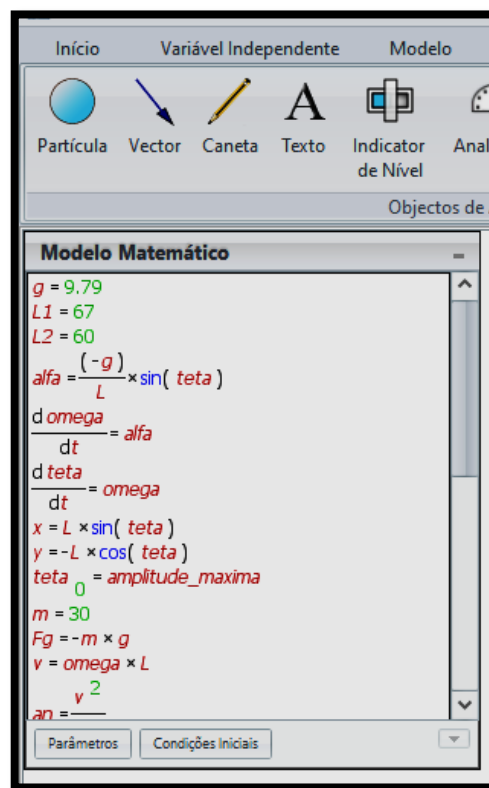 Início Variável Independente Modelo
Partícula Vector Caneta Texto Indicator de Nível
Objectos de
Modelo Matemático
g = 9.79
L1 = 67
L2 = 60
alfa = (-g)/L × sin( teta )
d omega/dt = alfa
d teta/dt = omega
x = L × sin( teta )
y = -L × cos( teta )
teta 0 = amplitude_maxima
m = 30
Fg = -m × g
v = omega × L
an = v 2
Parâmetros Condições Iniciais